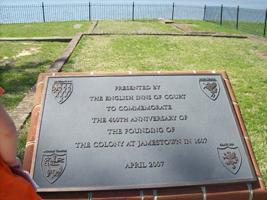 PRESENTED BY
THE ENGLISH INNS OF COURT
TO COMMEMORATE
THE 400TH ANNIVERSARY OF
THE FOUNDING OF
THE COLONY AT JAMESTOWN IN 1607
APRIL 2007